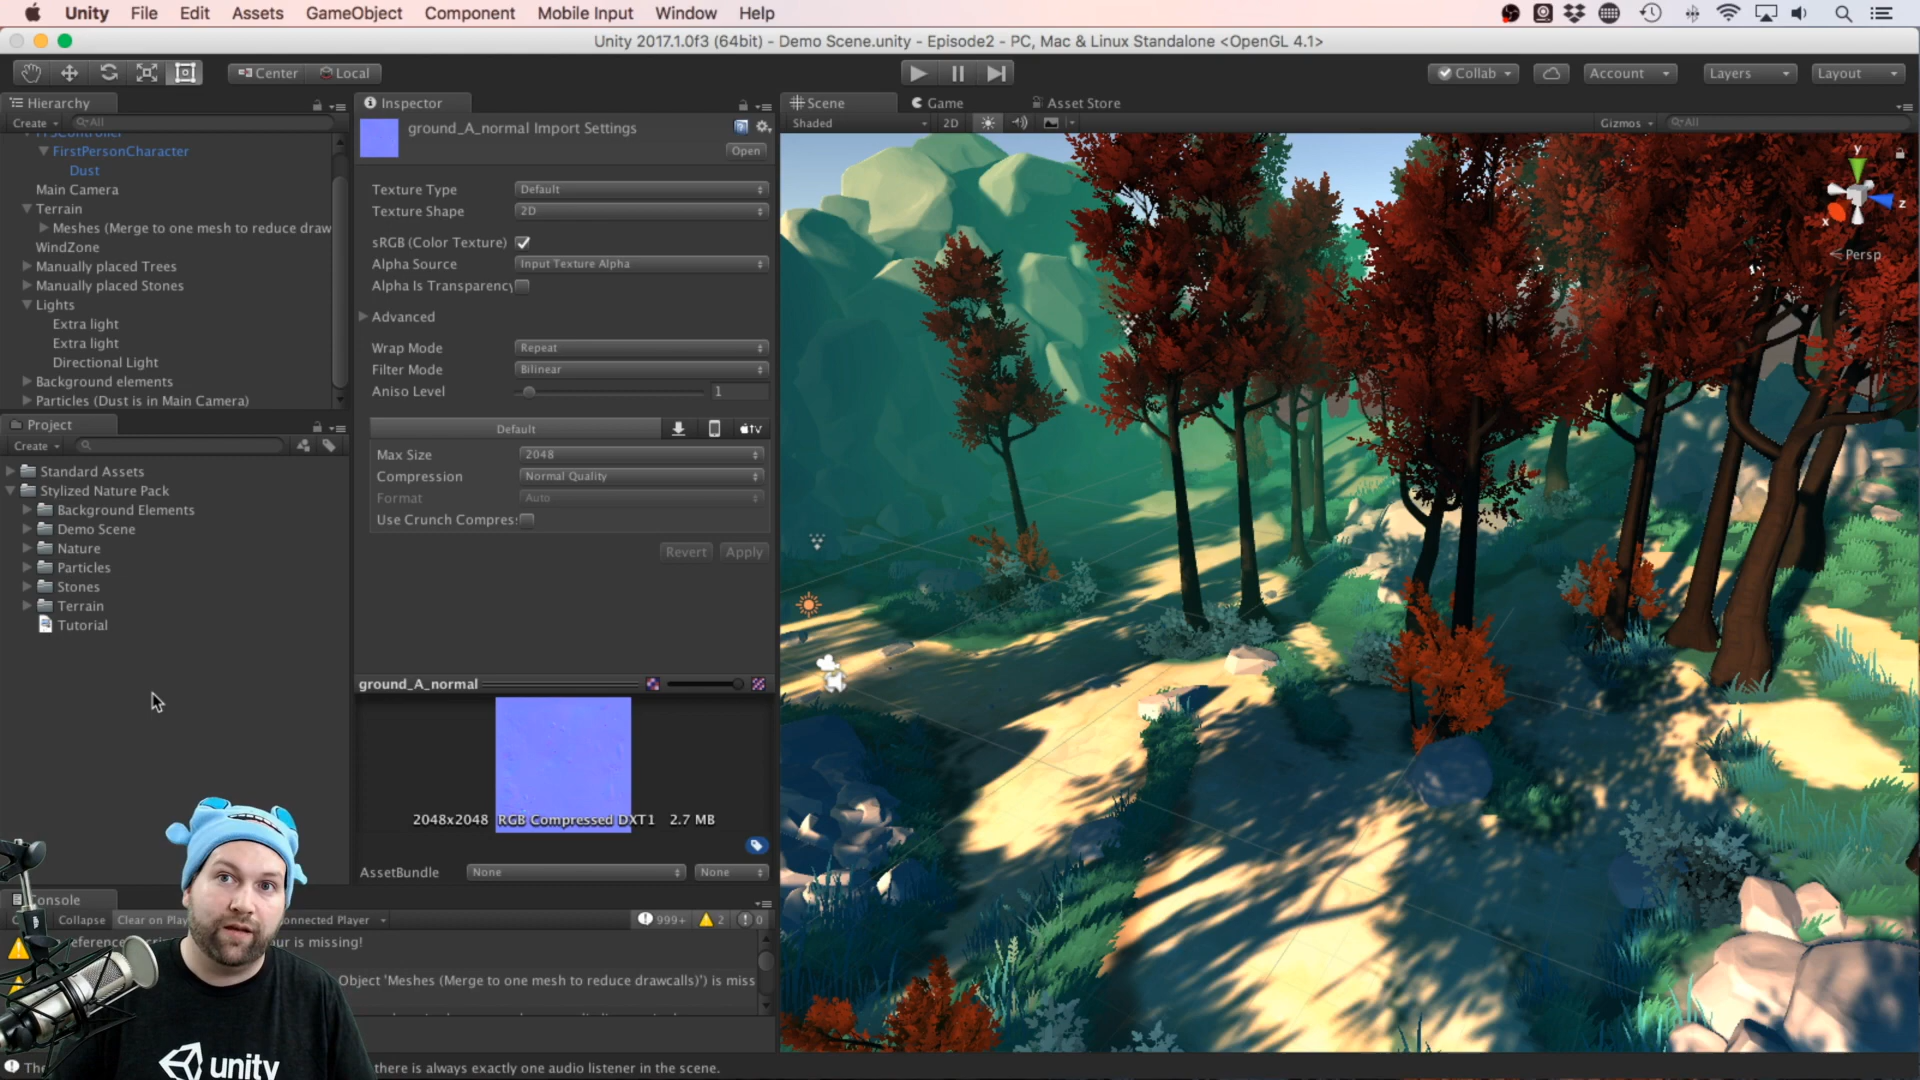 Unity File Edit Assets GameObject Component Mobile Input Window Help
Unity 2017.1.0f3 (64bit) - Demo Scene.unity - Episode2 - PC, Mac & Linux Standalone <OpenGL 4.1>
Center Local
Collab Account Layers Layout
Hierarchy
Create All
FPSController
FirstPersonCharacter
Dust
Main Camera
Terrain
Meshes (Merge to one mesh to reduce draw
WindZone
Manually placed Trees
Manually placed Stones
Lights
Extra light
Extra light
Directional Light
Background elements
Particles (Dust is in Main Camera)
Project
Create
Standard Assets
Stylized Nature Pack
Background Elements
Demo Scene
Nature
Particles
Stones
Terrain
Tutorial
Inspector
ground_A_normal Import Settings
Open
Texture Type Default
Texture Shape 2D
sRGB (Color Texture)
Alpha Source Input Texture Alpha
Alpha Is Transparency
Advanced
Wrap Mode Repeat
Filter Mode Bilinear
Aniso Level 1
Default tv
Max Size 2048
Compression Normal Quality
Format Auto
Use Crunch Compres
Revert Apply
ground_A_normal
2048x2048 RGB Compressed DXT1 2.7 MB
AssetBundle None None
Scene Game Asset Store
Shaded 2D Gizmos All
y
z
x
Persp
Console
Collapse Clear on Play onnected Player 999+ 2 0
is missing!
Object 'Meshes (Merge to one mesh to reduce drawcalls)') is miss
there is always exactly one audio listener in the scene.
unity